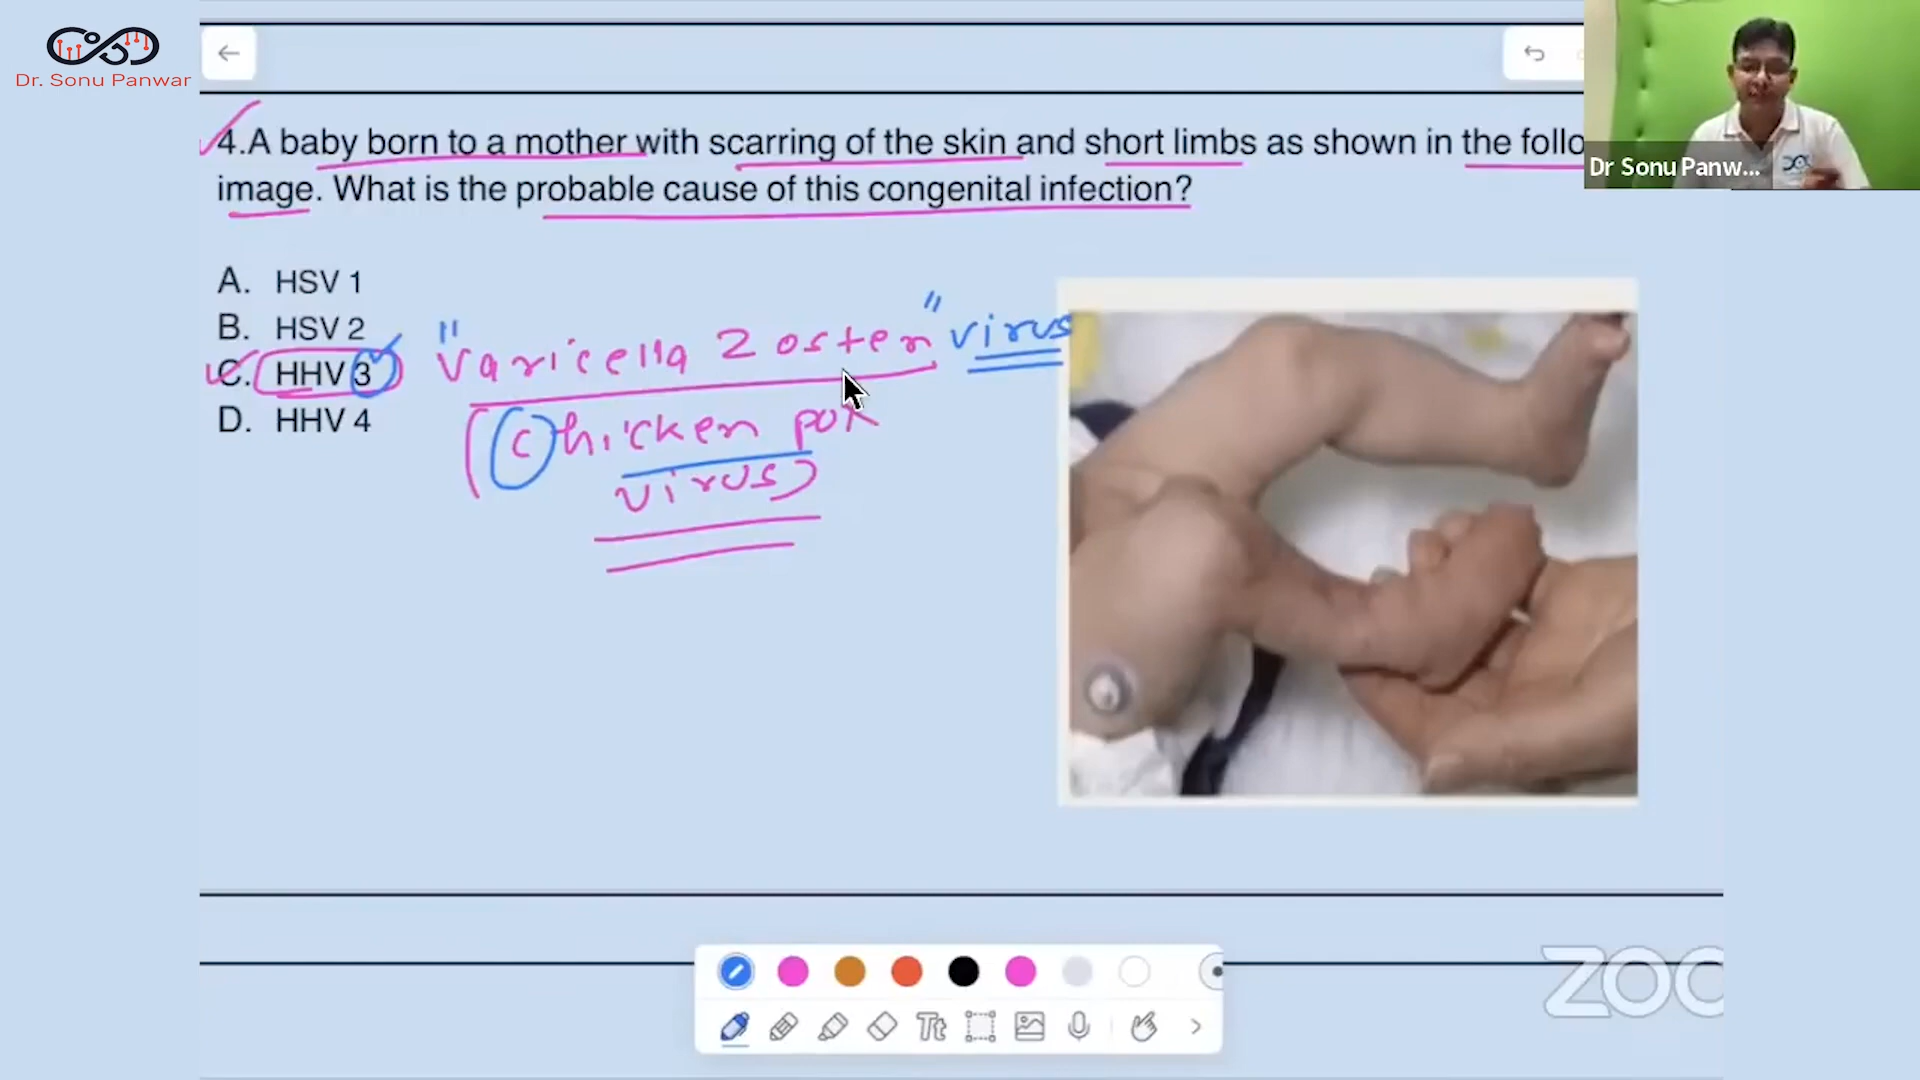 Dr. Sonu Panwar
Dr Sonu Panw...
4.A baby born to a mother with scarring of the skin and short limbs as shown in the follo
image. What is the probable cause of this congenital infection?
A. HSV 1
B. HSV 2
C. HHV 3
D. HHV 4
"Varicella Zoster" virus
(Chicken pox
virus)
Tt
ZOO